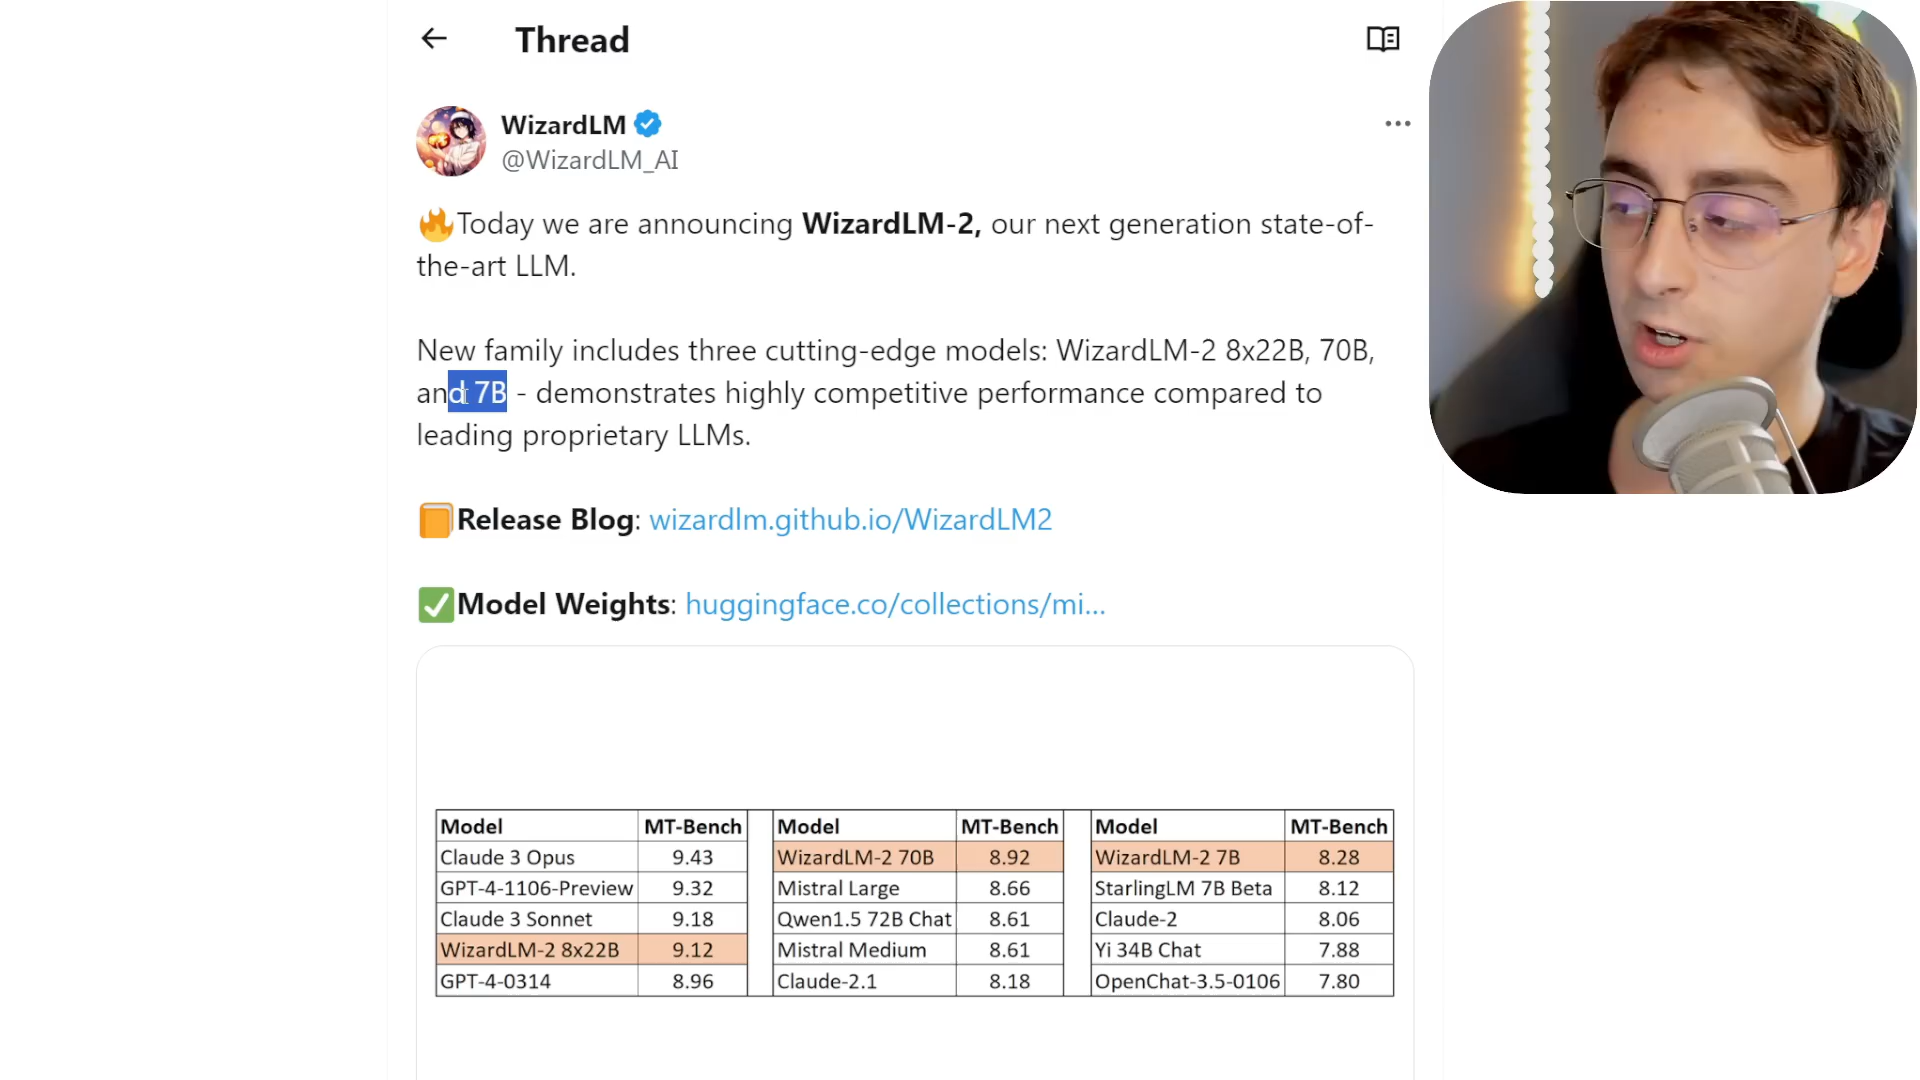 Thread
WizardLM
@WizardLM_AI
🔥Today we are announcing WizardLM-2, our next generation state-of-
the-art LLM.
New family includes three cutting-edge models: WizardLM-2 8x22B, 70B,
and 7B - demonstrates highly competitive performance compared to
leading proprietary LLMs.
📙Release Blog: wizardlm.github.io/WizardLM2
✅Model Weights: huggingface.co/collections/mi...
Model MT-Bench Model MT-Bench Model MT-Bench
Claude 3 Opus 9.43 WizardLM-2 70B 8.92 WizardLM-2 7B 8.28
GPT-4-1106-Preview 9.32 Mistral Large 8.66 StarlingLM 7B Beta 8.12
Claude 3 Sonnet 9.18 Qwen1.5 72B Chat 8.61 Claude-2 8.06
WizardLM-2 8x22B 9.12 Mistral Medium 8.61 Yi 34B Chat 7.88
GPT-4-0314 8.96 Claude-2.1 8.18 OpenChat-3.5-0106 7.80